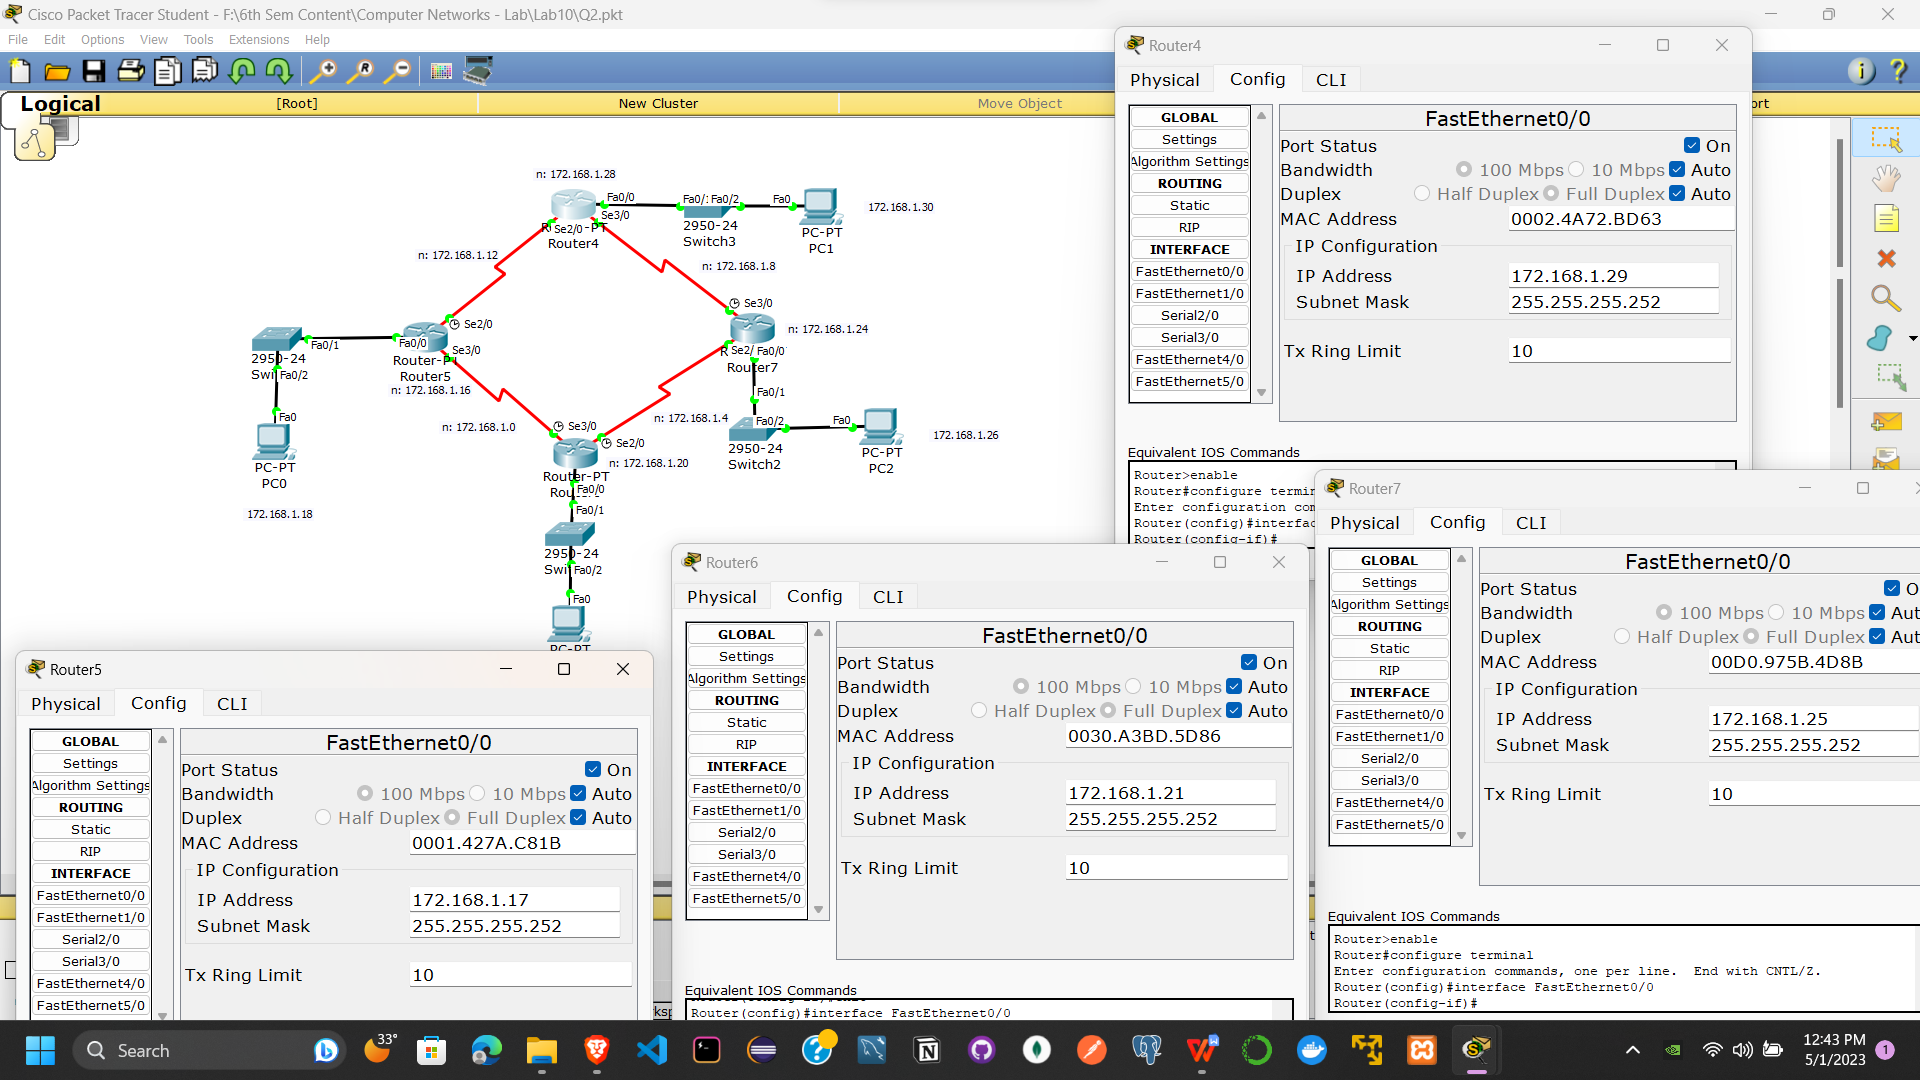 Cisco Packet Tracer Student - F:\6th Sem Content\Computer Networks - Lab\Lab10\Q2.pkt
File Edit Options View Tools Extensions Help
Logical
[Root]
New Cluster
Move Object
ort
n: 172.168.1.28
Fa0/0
Se3/0
Se2/0
Router4
Fa0/2
2950-24
Switch3
Fa0
PC-PT
PC1
172.168.1.30
n: 172.168.1.12
n: 172.168.1.8
Se3/0
n: 172.168.1.24
Se2/
Fa0/0
Router7
Se2/0
Fa0/0
Se3/0
Router5
n: 172.168.1.16
Fa0/1
2950-24
Fa0/2
Fa0
PC-PT
PC0
172.168.1.18
n: 172.168.1.0
n: 172.168.1.4
Fa0/1
Fa0/2
2950-24
Switch2
Fa0
PC-PT
PC2
172.168.1.26
Se3/0
Se2/0
n: 172.168.1.20
Router-PT
Fa0/0
Fa0/1
2950-24
Fa0/2
Fa0
Router4
Physical Config CLI
GLOBAL
Settings
Algorithm Settings
ROUTING
Static
RIP
INTERFACE
FastEthernet0/0
FastEthernet1/0
Serial2/0
Serial3/0
FastEthernet4/0
FastEthernet5/0
FastEthernet0/0
Port Status On
Bandwidth 100 Mbps 10 Mbps Auto
Duplex Half Duplex Full Duplex Auto
MAC Address 0002.4A72.BD63
IP Configuration
IP Address 172.168.1.29
Subnet Mask 255.255.255.252
Tx Ring Limit 10
Equivalent IOS Commands
Router>enable
Router#configure termin
Enter configuration com
Router(config)#interfac
Router(config-if)#
Router7
Physical Config CLI
GLOBAL
Settings
Algorithm Settings
ROUTING
Static
RIP
INTERFACE
FastEthernet0/0
FastEthernet1/0
Serial2/0
Serial3/0
FastEthernet4/0
FastEthernet5/0
FastEthernet0/0
Port Status O
Bandwidth 100 Mbps 10 Mbps Aut
Duplex Half Duplex Full Duplex Aut
MAC Address 00D0.975B.4D8B
IP Configuration
IP Address 172.168.1.25
Subnet Mask 255.255.255.252
Tx Ring Limit 10
Equivalent IOS Commands
Router>enable
Router#configure terminal
Enter configuration commands, one per line.  End with CNTL/Z.
Router(config)#interface FastEthernet0/0
Router(config-if)#
Router6
Physical Config CLI
GLOBAL
Settings
Algorithm Settings
ROUTING
Static
RIP
INTERFACE
FastEthernet0/0
FastEthernet1/0
Serial2/0
Serial3/0
FastEthernet4/0
FastEthernet5/0
FastEthernet0/0
Port Status On
Bandwidth 100 Mbps 10 Mbps Auto
Duplex Half Duplex Full Duplex Auto
MAC Address 0030.A3BD.5D86
IP Configuration
IP Address 172.168.1.21
Subnet Mask 255.255.255.252
Tx Ring Limit 10
Equivalent IOS Commands
Router(config)#interface FastEthernet0/0
Router5
Physical Config CLI
GLOBAL
Settings
Algorithm Settings
ROUTING
Static
RIP
INTERFACE
FastEthernet0/0
FastEthernet1/0
Serial2/0
Serial3/0
FastEthernet4/0
FastEthernet5/0
FastEthernet0/0
Port Status On
Bandwidth 100 Mbps 10 Mbps Auto
Duplex Half Duplex Full Duplex Auto
MAC Address 0001.427A.C81B
IP Configuration
IP Address 172.168.1.17
Subnet Mask 255.255.255.252
Tx Ring Limit 10
Search
33°
12:43 PM
5/1/2023
1